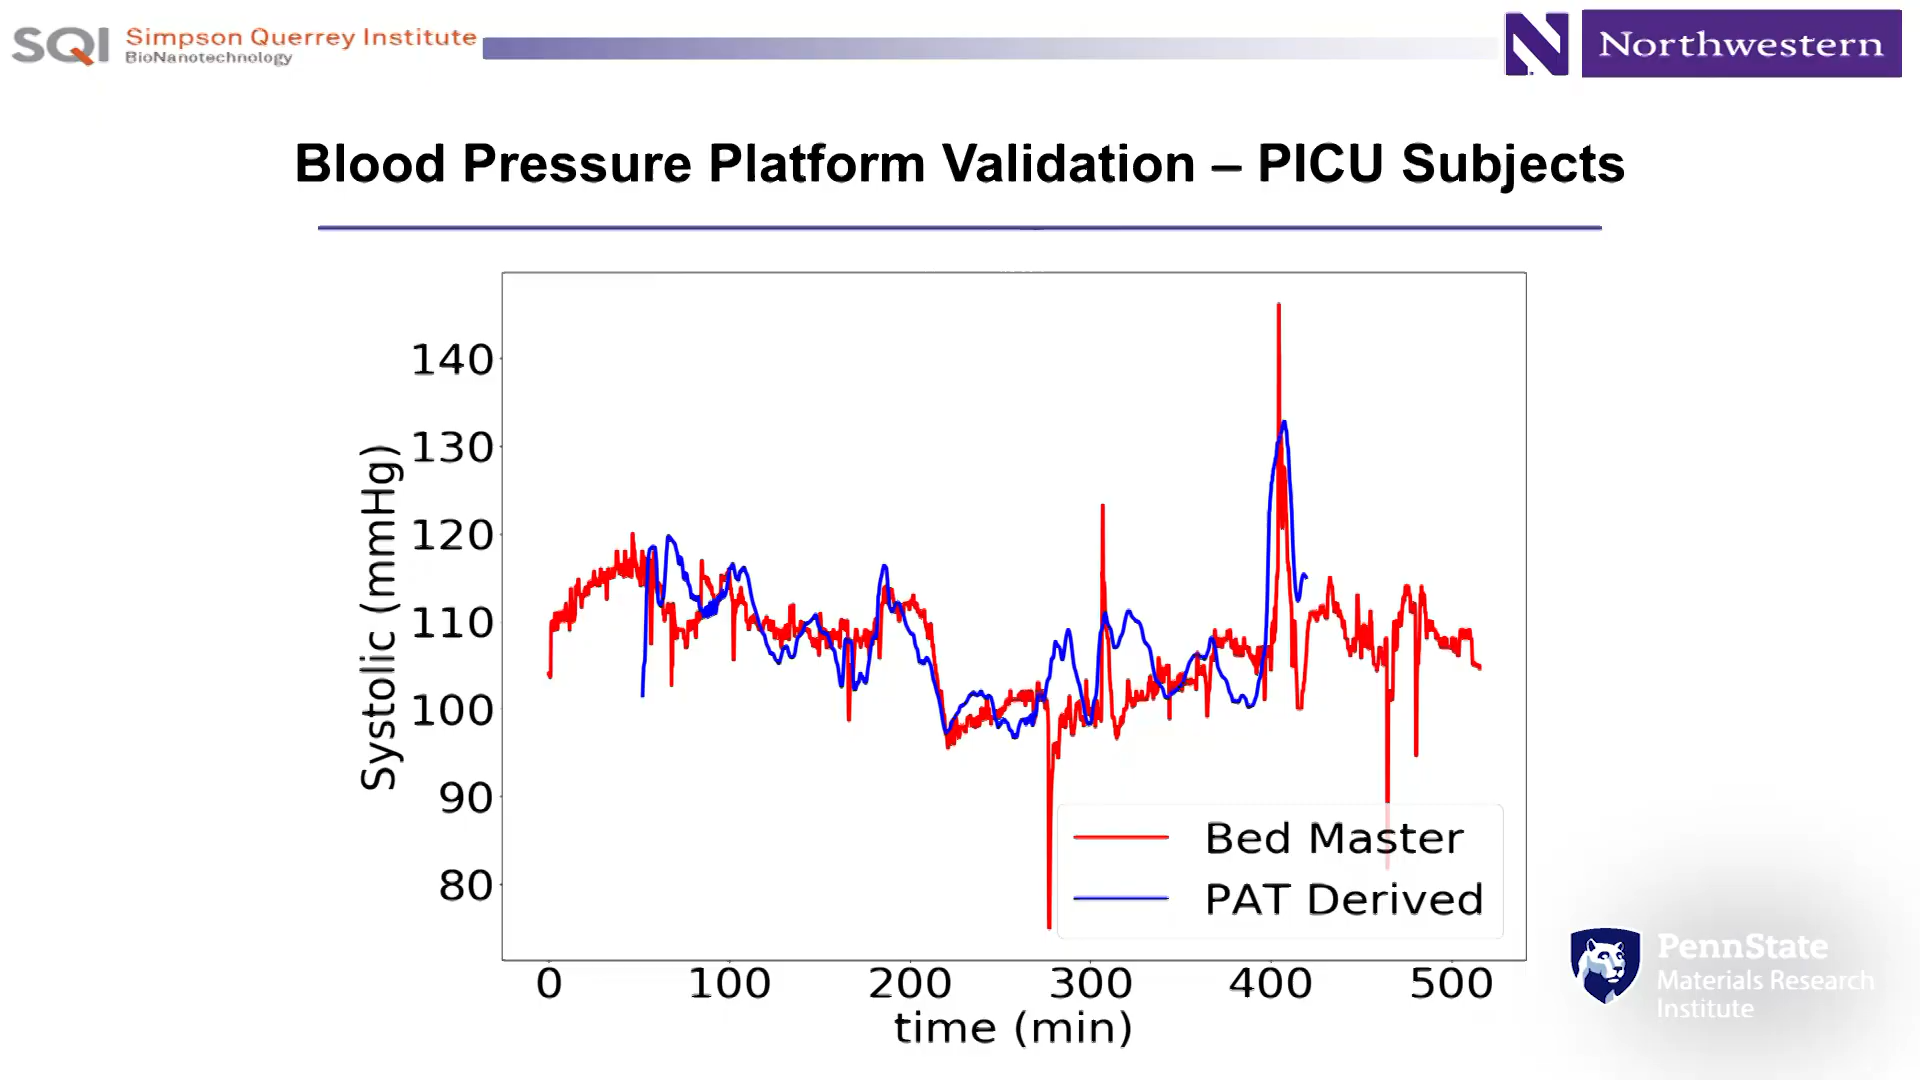 SQI Simpson Querrey Institute
BioNanotechnology
N Northwestern
Blood Pressure Platform Validation – PICU Subjects
Systolic (mmHg)
140
130
120
110
100
90
80
Bed Master
PAT Derived
0 100 200 300 400 500
time (min)
PennState
Materials Research
Institute